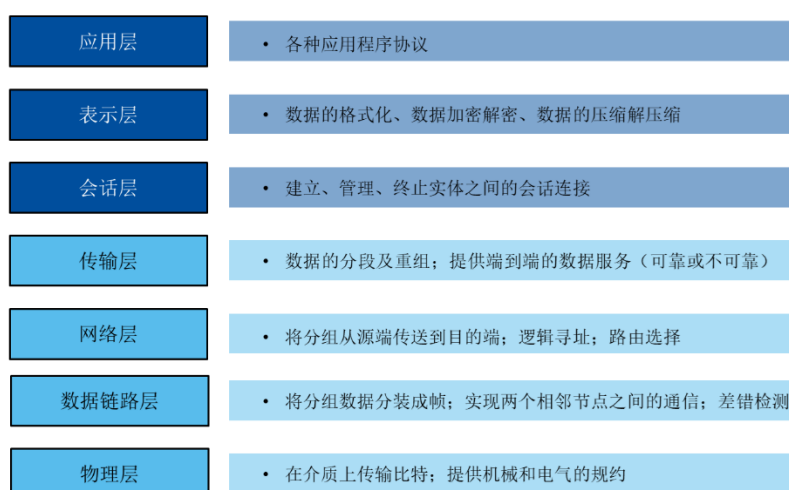 应用层
• 各种应用程序协议
表示层
• 数据的格式化、数据加密解密、数据的压缩解压缩
会话层
• 建立、管理、终止实体之间的会话连接
传输层
• 数据的分段及重组；提供端到端的数据服务（可靠或不可靠）
网络层
• 将分组从源端传送到目的端；逻辑寻址；路由选择
数据链路层
• 将分组数据分装成帧；实现两个相邻节点之间的通信；差错检测
物理层
• 在介质上传输比特；提供机械和电气的规约